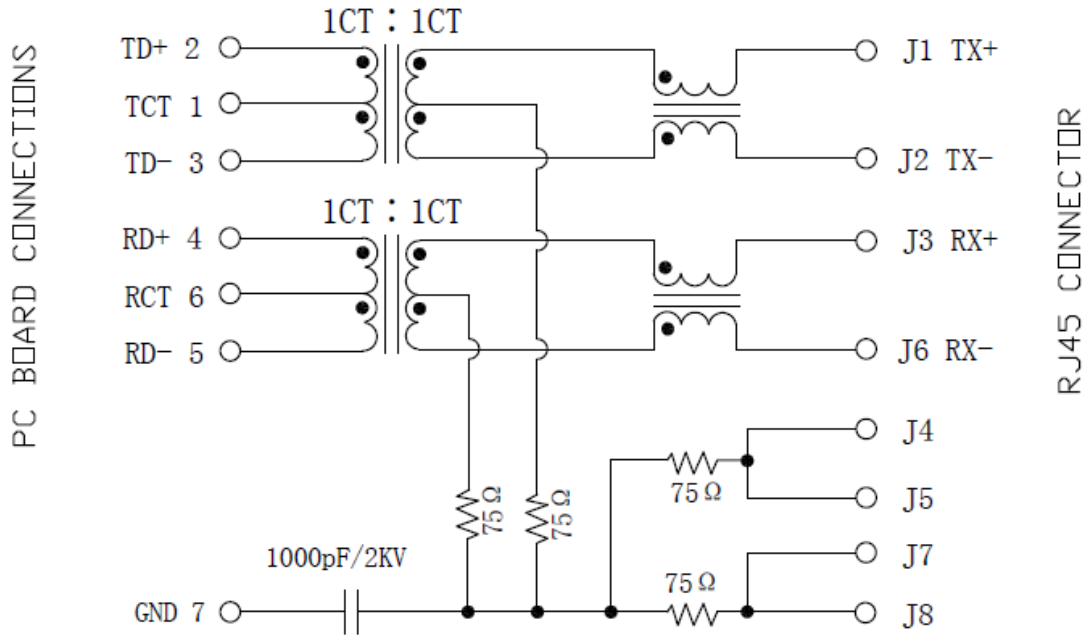 PC BOARD CONNECTIONS
1CT : 1CT
TD+ 2
TCT 1
TD- 3
J1 TX+
J2 TX-
1CT : 1CT
RD+ 4
RCT 6
RD- 5
J3 RX+
J6 RX-
J4
75Ω
J5
75Ω
75Ω
1000pF/2KV
J7
75Ω
GND 7
J8
RJ45 CONNECTOR